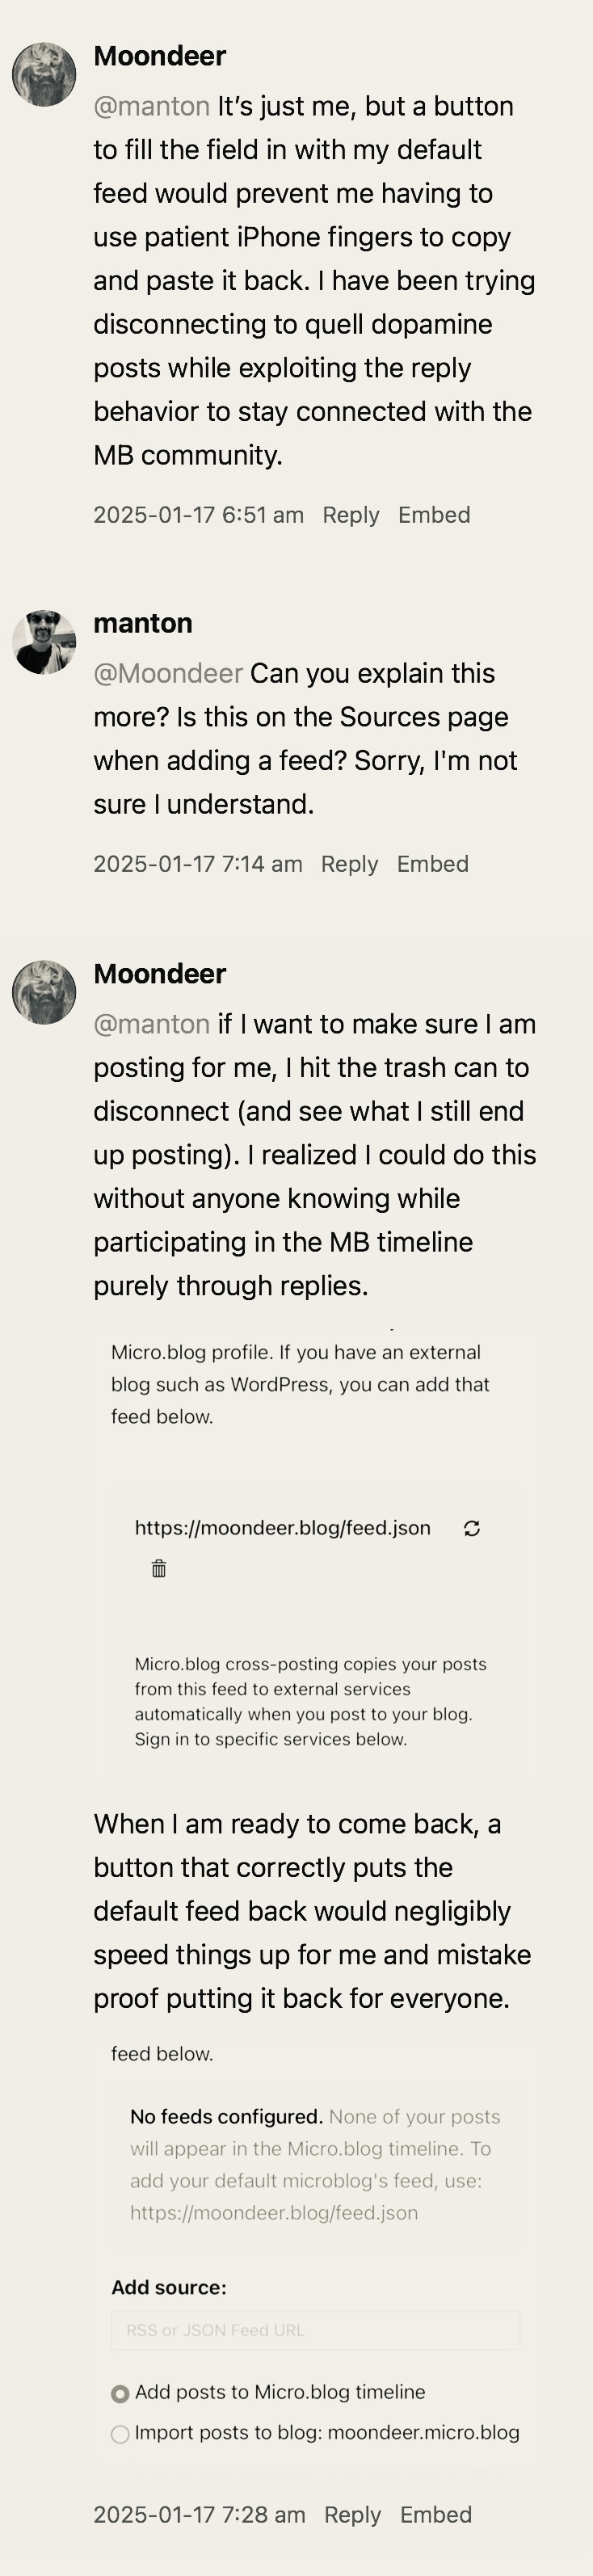 Moondeer
@manton It’s just me, but a button
to fill the field in with my default
feed would prevent me having to
use patient iPhone fingers to copy
and paste it back. I have been trying
disconnecting to quell dopamine
posts while exploiting the reply
behavior to stay connected with the
MB community.
2025-01-17 6:51 am Reply Embed
manton
@Moondeer Can you explain this
more? Is this on the Sources page
when adding a feed? Sorry, I'm not
sure I understand.
2025-01-17 7:14 am Reply Embed
Moondeer
@manton if I want to make sure I am
posting for me, I hit the trash can to
disconnect (and see what I still end
up posting). I realized I could do this
without anyone knowing while
participating in the MB timeline
purely through replies.
Micro.blog profile. If you have an external
blog such as WordPress, you can add that
feed below.
https://moondeer.blog/feed.json
Micro.blog cross-posting copies your posts
from this feed to external services
automatically when you post to your blog.
Sign in to specific services below.
When I am ready to come back, a
button that correctly puts the
default feed back would negligibly
speed things up for me and mistake
proof putting it back for everyone.
feed below.
No feeds configured. None of your posts
will appear in the Micro.blog timeline. To
add your default microblog's feed, use:
https://moondeer.blog/feed.json
Add source:
RSS or JSON Feed URL
Add posts to Micro.blog timeline
Import posts to blog: moondeer.micro.blog
2025-01-17 7:28 am Reply Embed